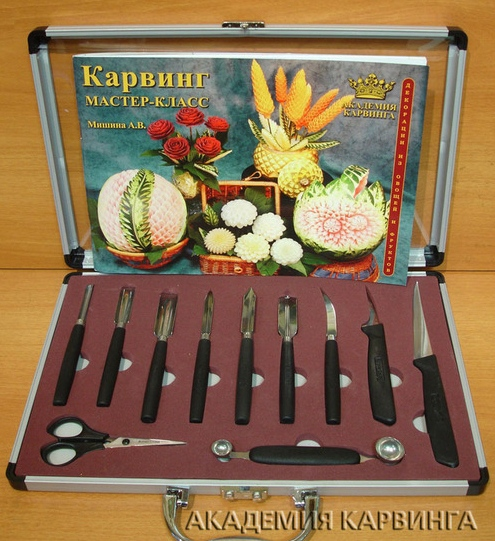 Карвинг
МАСТЕР-КЛАСС
Мишина А.В.
АКАДЕМИЯ
КАРВИНГА
ДЕКОРАЦИИ ИЗ ОВОЩЕЙ И ФРУКТОВ
АКАДЕМИЯ КАРВИНГА